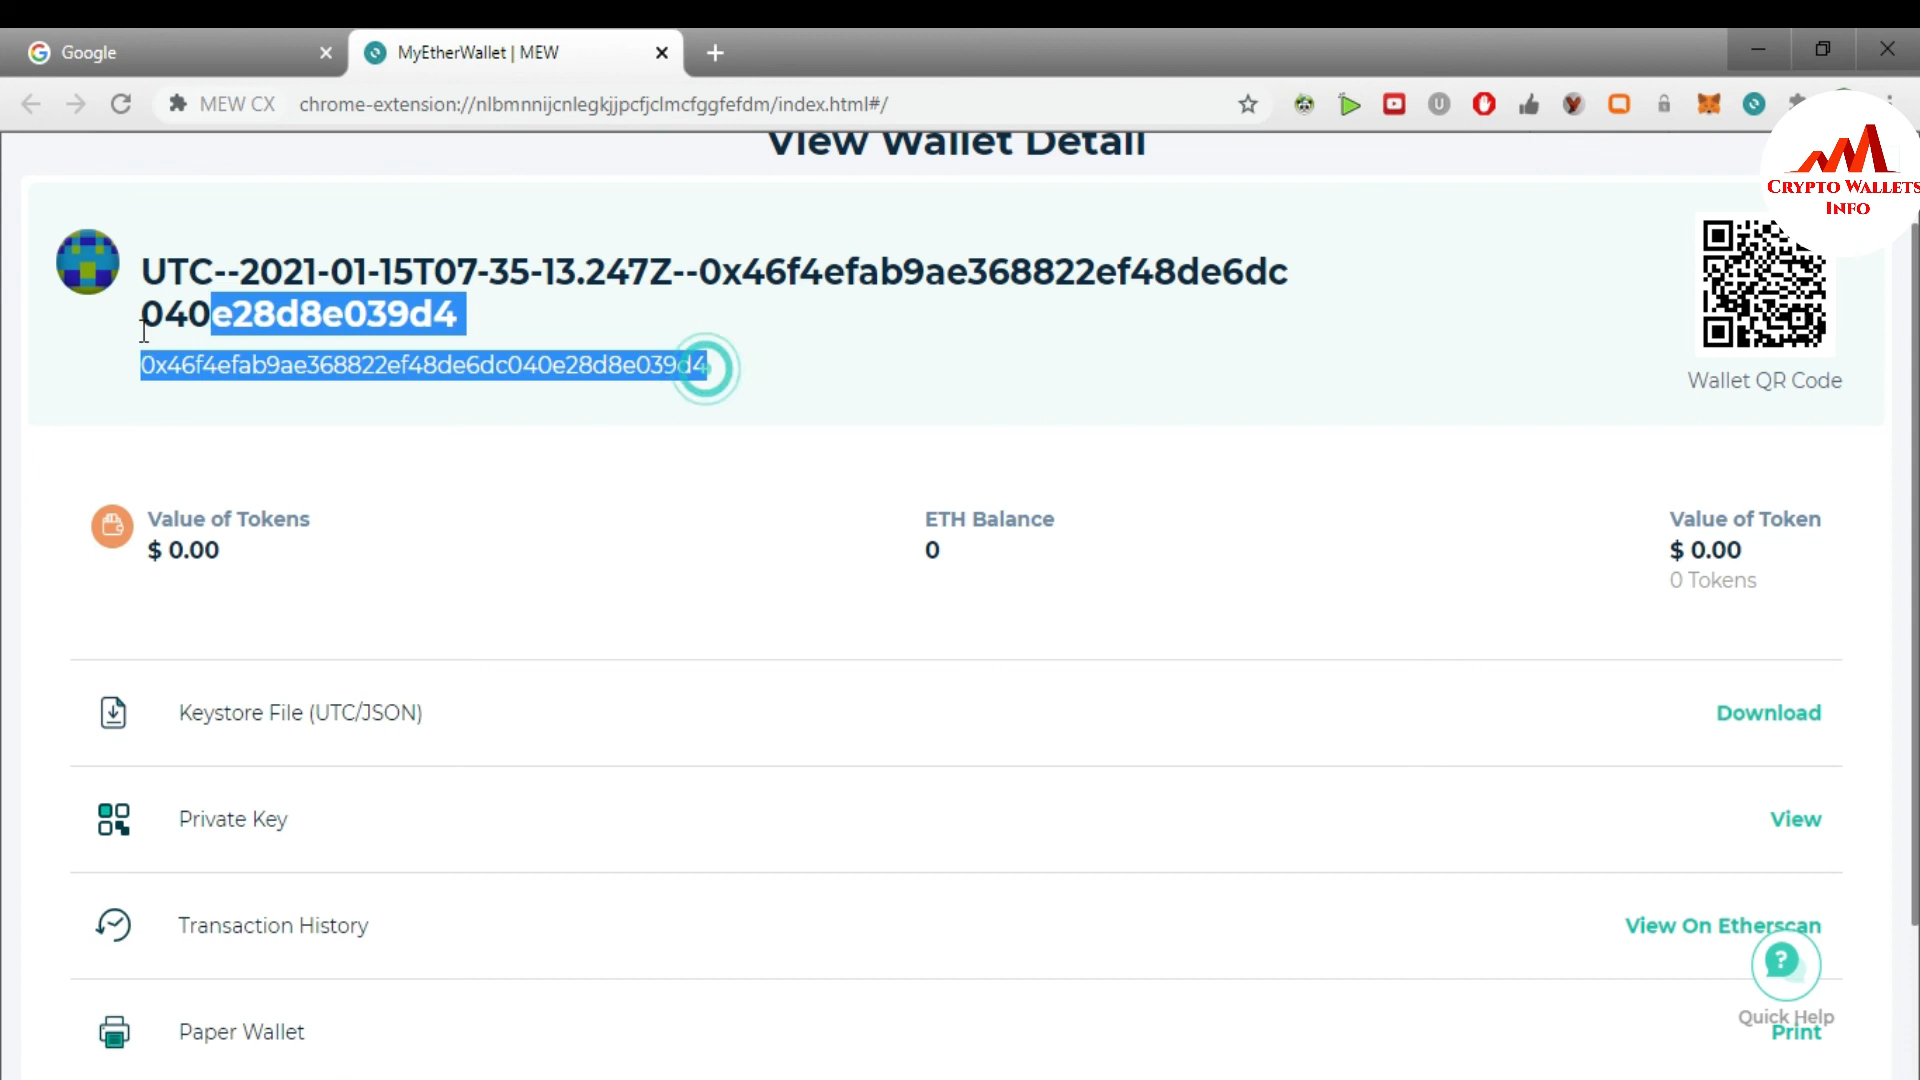 Google
MyEtherWallet | MEW
MEW CX
chrome-extension://nlbmnnijcnlegkjjpcfjclmcfggfefdm/index.html#/
CRYPTO WALLETS
INFO
View Wallet Detail
UTC--2021-01-15T07-35-13.247Z--0x46f4efab9ae368822ef48de6dc
040e28d8e039d4
0x46f4efab9ae368822ef48de6dc040e28d8e039d4
Wallet QR Code
Value of Tokens
$ 0.00
ETH Balance
0
Value of Token
$ 0.00
0 Tokens
Keystore File (UTC/JSON)
Download
Private Key
View
Transaction History
View On Etherscan
Paper Wallet
Quick Help
Print